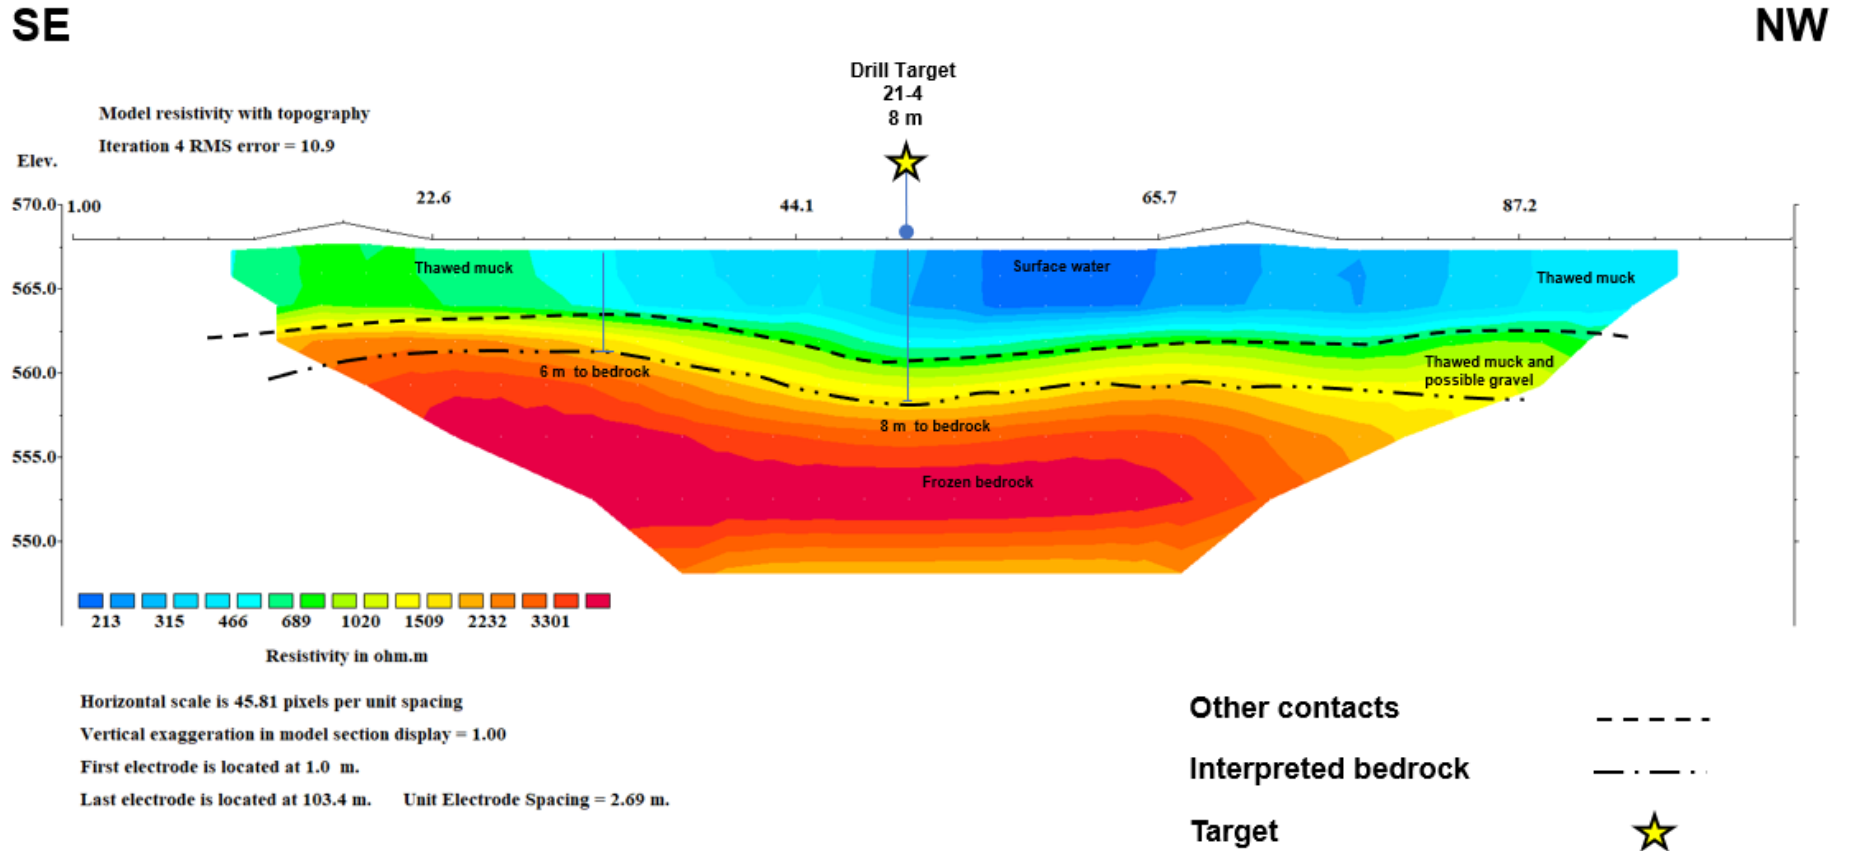 SE
NW
Drill Target
21-4
8 m
Model resistivity with topography
Iteration 4 RMS error = 10.9
Elev.
570.0
1.00
22.6
44.1
65.7
87.2
Thawed muck
Surface water
Thawed muck
565.0
560.0
6 m to bedrock
Thawed muck and
possible gravel
8 m to bedrock
555.0
Frozen bedrock
550.0
213 315 466 689 1020 1509 2232 3301
Resistivity in ohm.m
Horizontal scale is 45.81 pixels per unit spacing
Vertical exaggeration in model section display = 1.00
First electrode is located at 1.0 m.
Last electrode is located at 103.4 m. Unit Electrode Spacing = 2.69 m.
Other contacts
Interpreted bedrock
Target